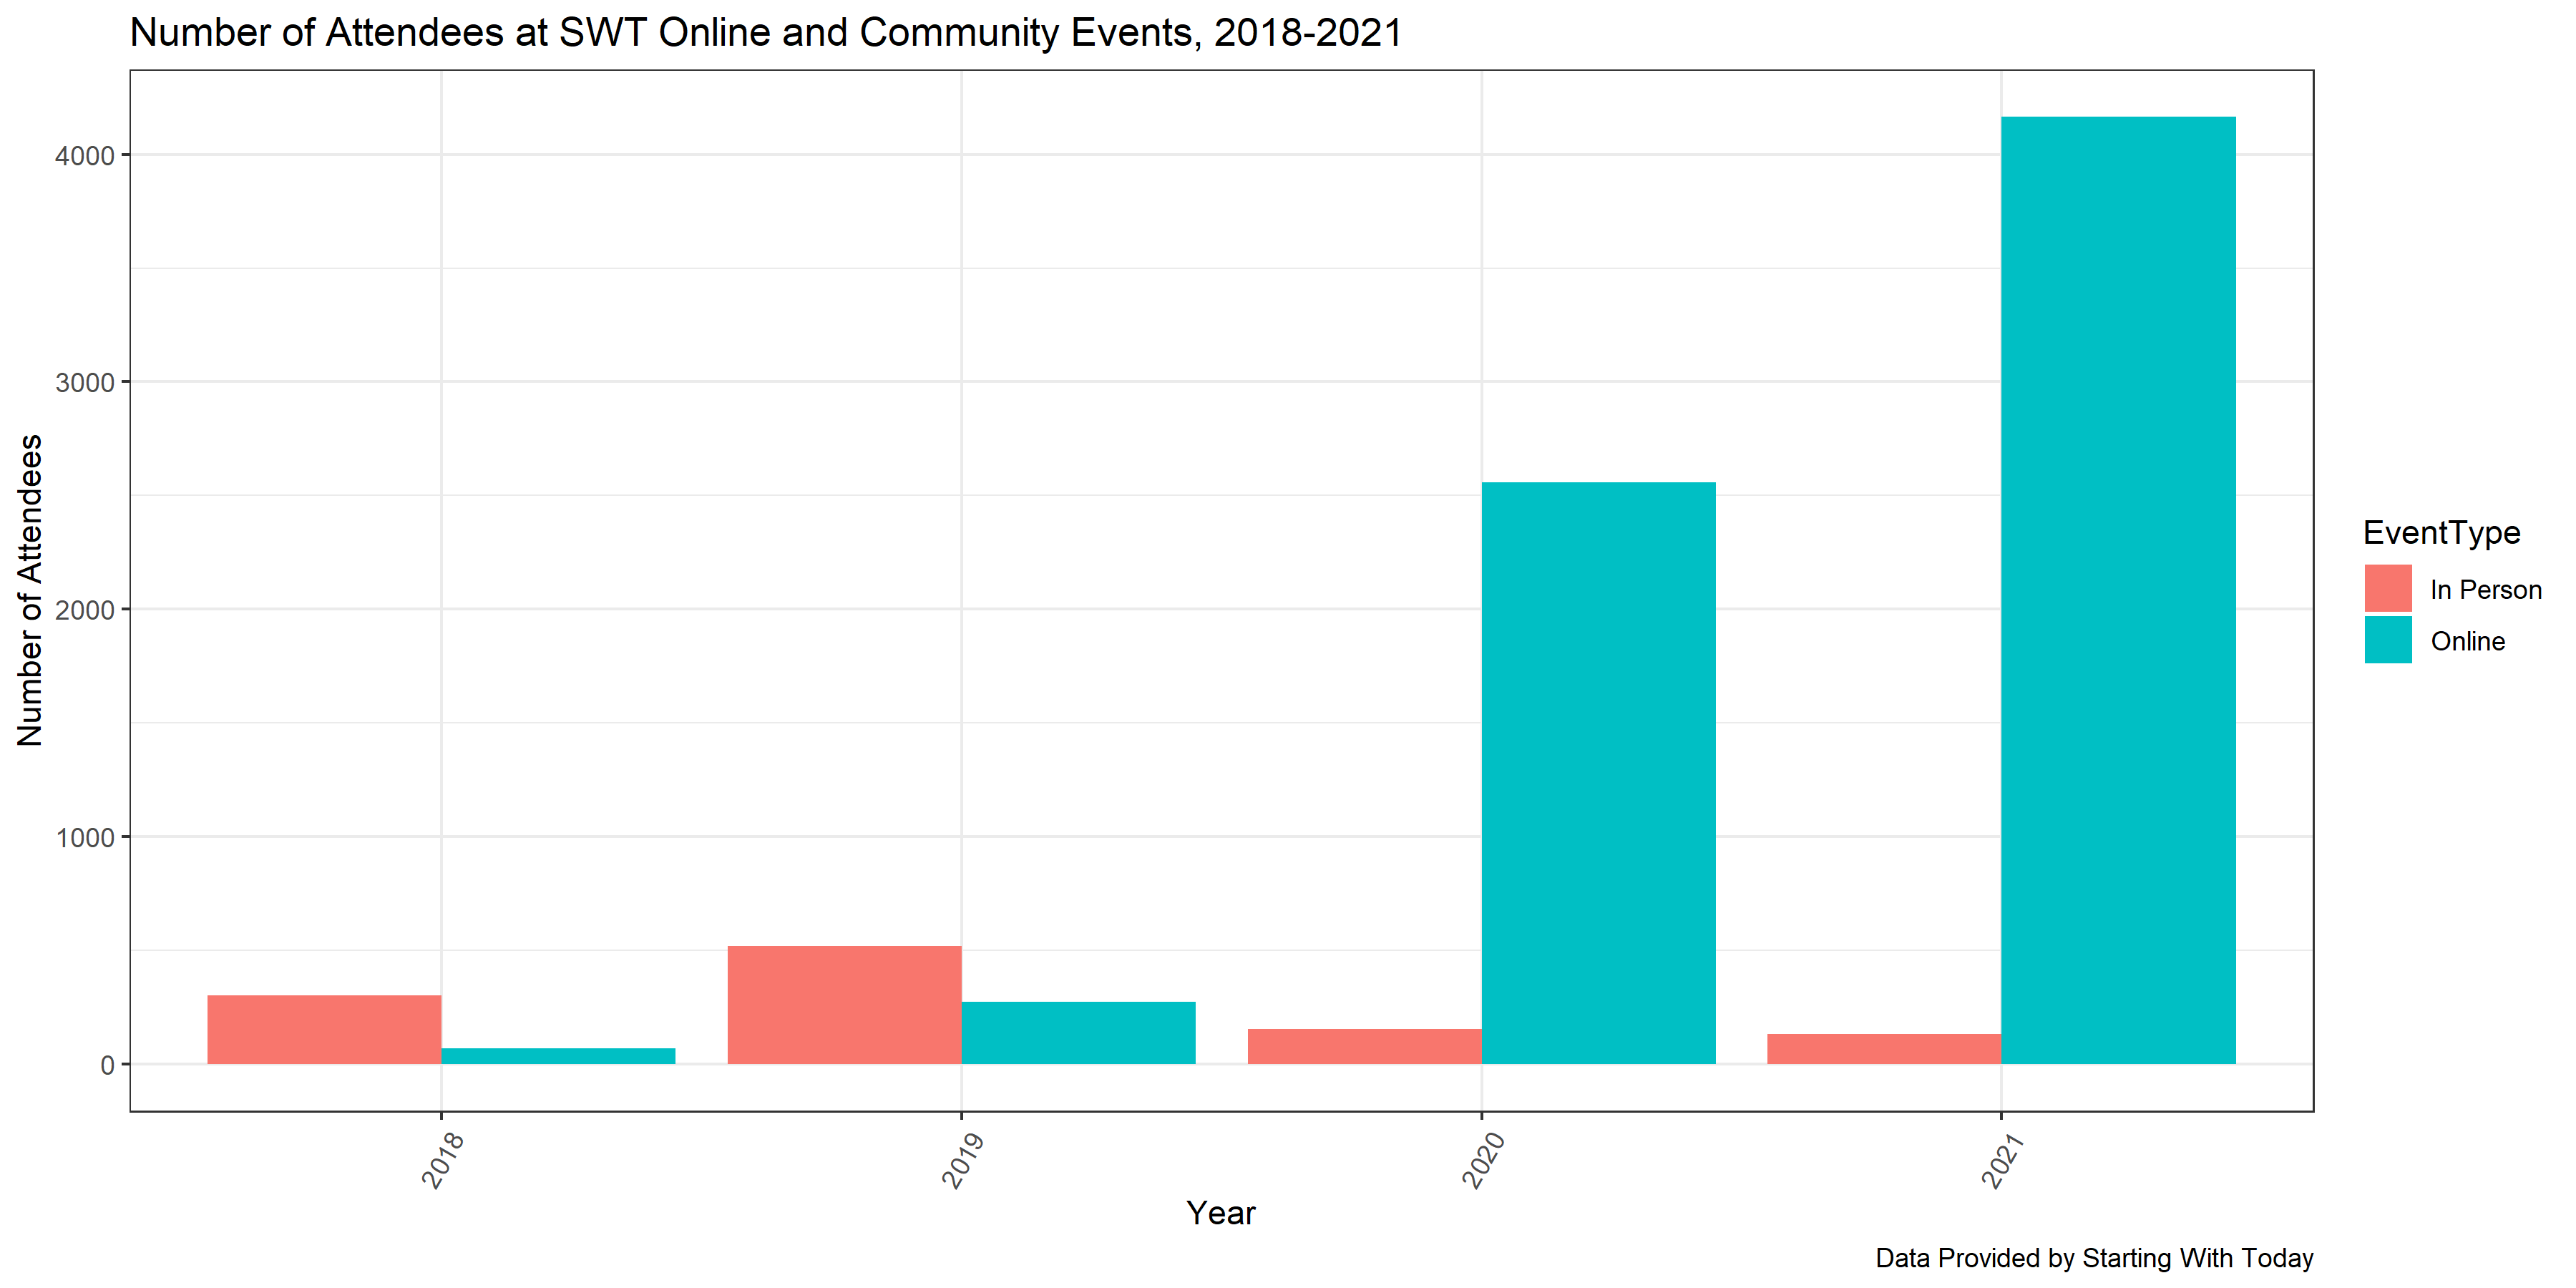 Number of Attendees at SWT Online and Community Events, 2018-2021
Number of Attendees
4000
3000
2000
1000
0
2018
2019
2020
2021
Year
EventType
In Person
Online
Data Provided by Starting With Today